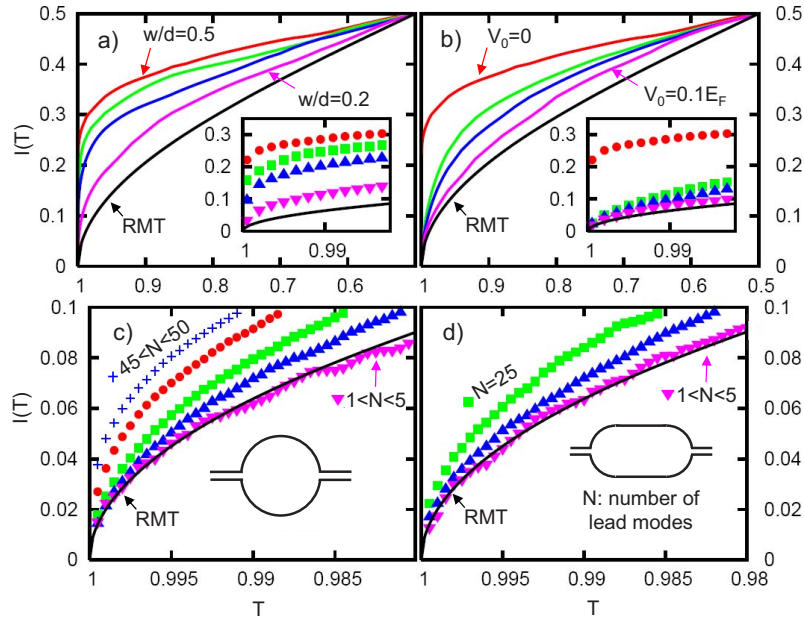 0.5
0.4
0.3
0.2
0.1
0
I(T)
a)
w/d=0.5
w/d=0.2
RMT
0.3
0.2
0.1
0
1
0.99
1
0.9
0.8
0.7
0.6
b)
V₀=0
V₀=0.1E_F
RMT
0.3
0.2
0.1
0
1
0.99
0.5
0.4
0.3
0.2
0.1
0
1
0.9
0.8
0.7
0.6
0.5
0.1
0.08
0.06
0.04
0.02
0
I(T)
c)
45<N<50
1<N<5
RMT
1
0.995
0.99
0.985
T
d)
N=25
1<N<5
RMT
N: number of
lead modes
0.1
0.08
0.06
0.04
0.02
0
1
0.995
0.99
0.985
0.98
T